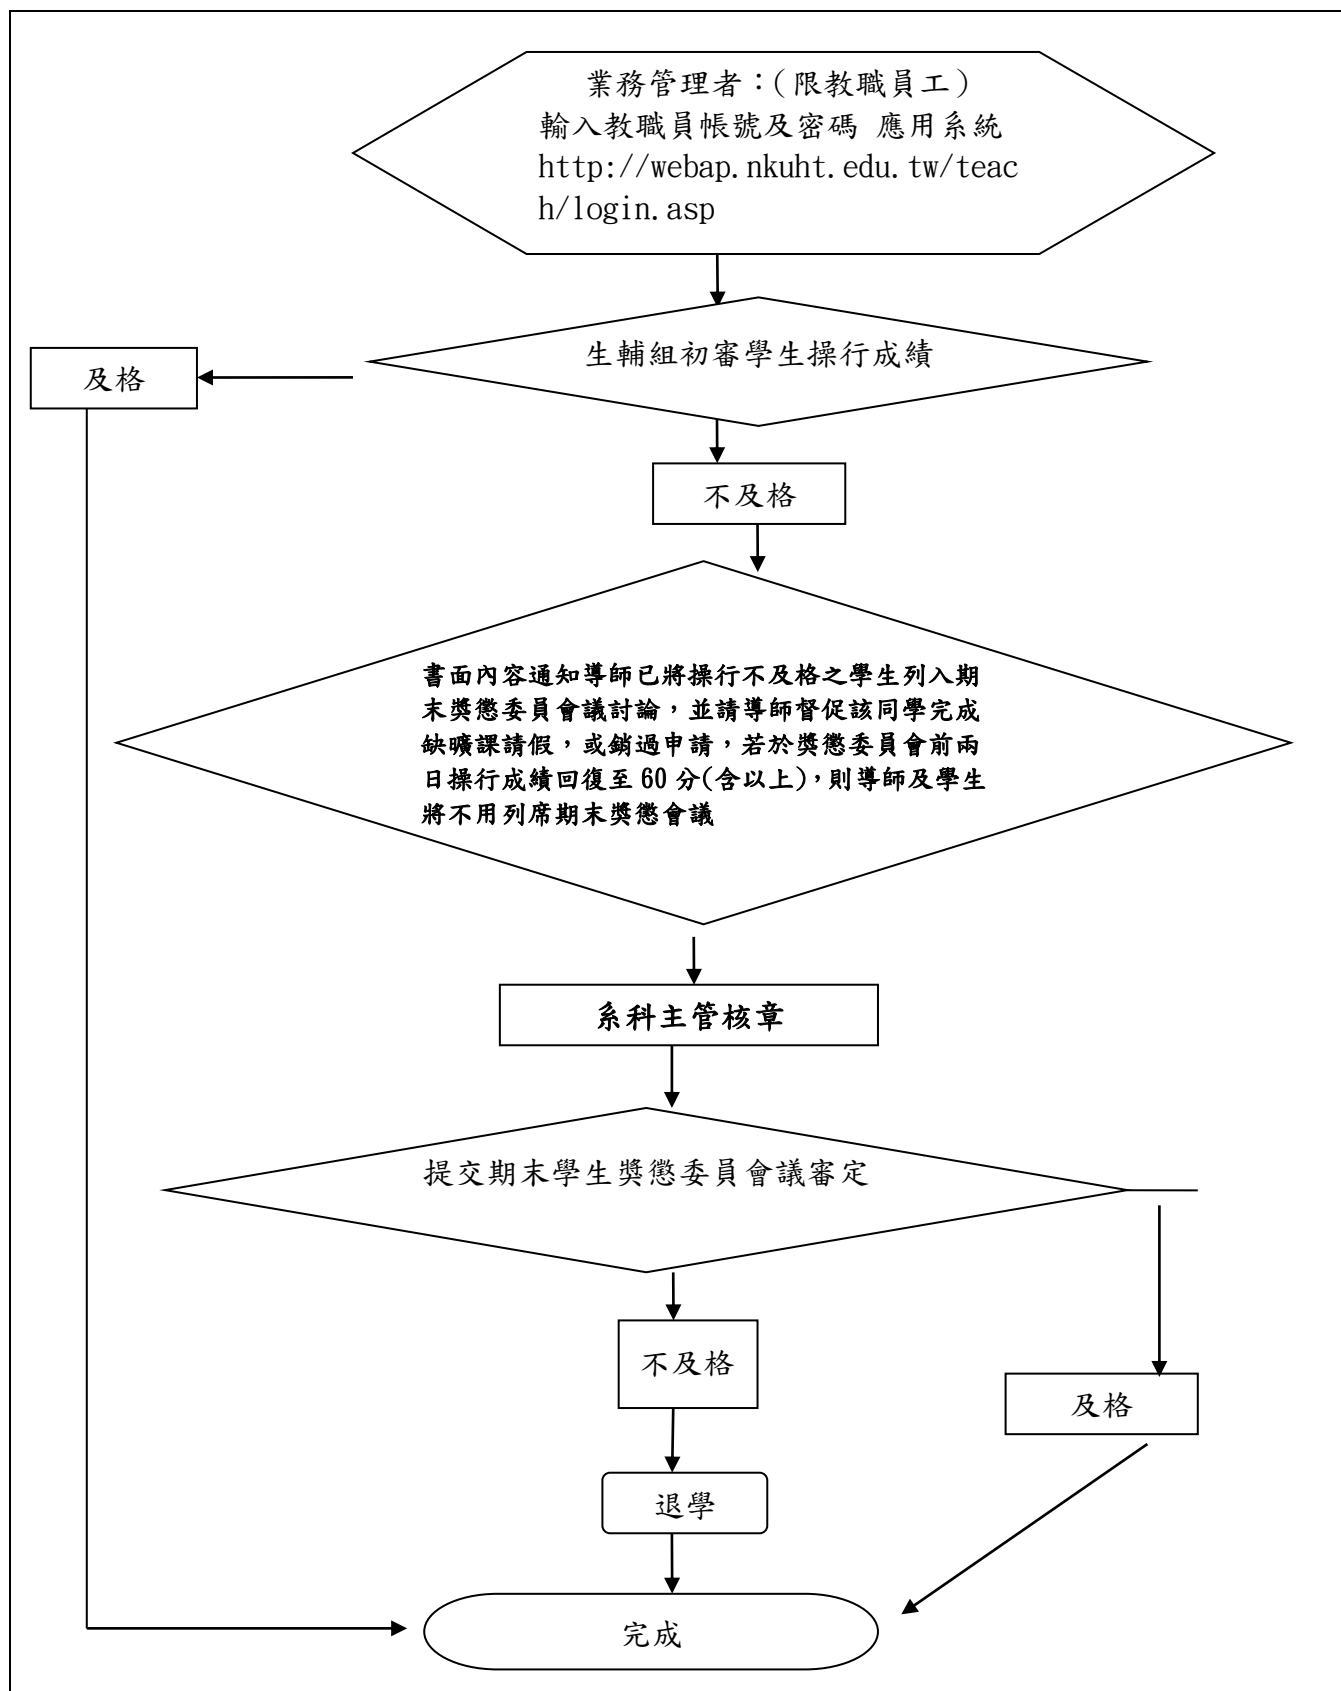 業務管理者：(限教職員工)
輸入教職員帳號及密碼 應用系統
http://webap.nkuht.edu.tw/teac
h/login.asp
生輔組初審學生操行成績
及格
不及格
書面內容通知導師已將操行不及格之學生列入期
末獎懲委員會議討論，並請導師督促該同學完成
缺曠課請假，或銷過申請，若於獎懲委員會前兩
日操行成績回復至 60 分(含以上)，則導師及學生
將不用列席期末獎懲會議
系科主管核章
提交期末學生獎懲委員會議審定
不及格
及格
退學
完成